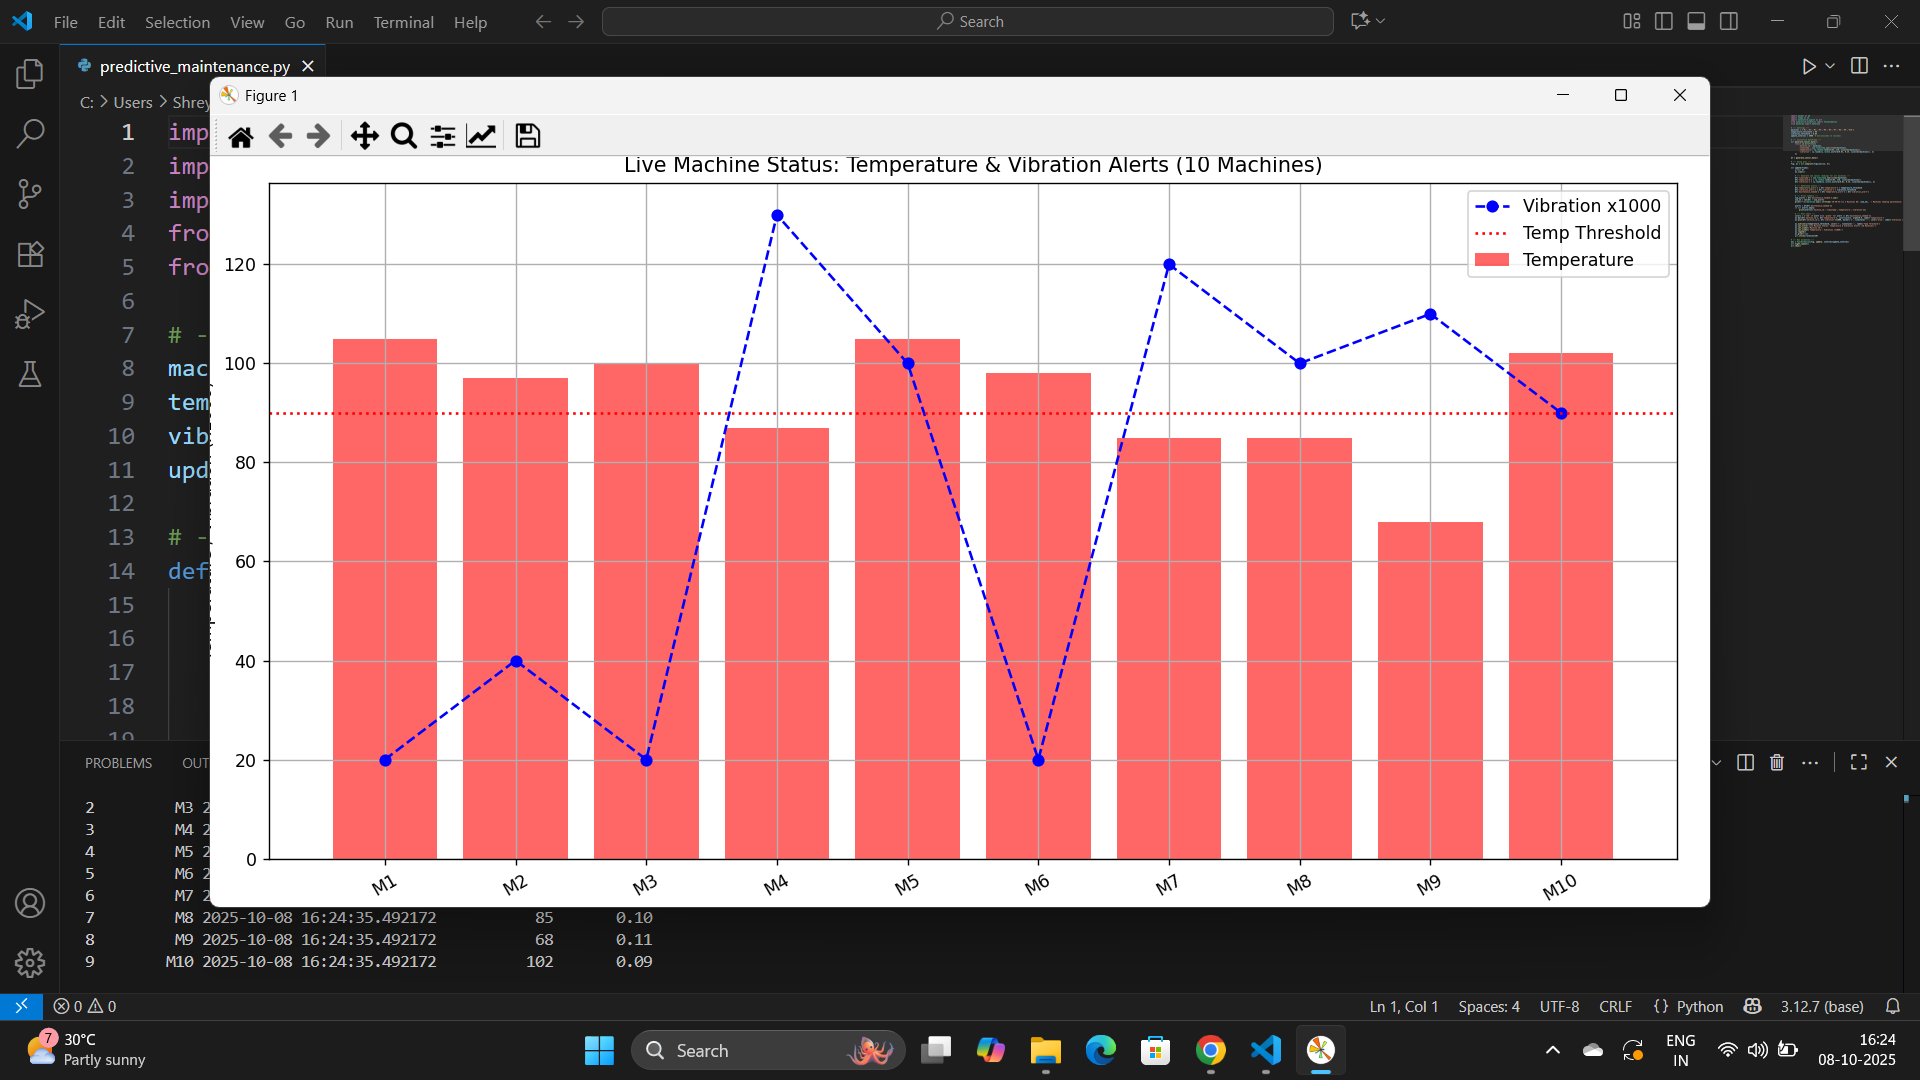 File Edit Selection View Go Run Terminal Help
Search
predictive_maintenance.py
C: > Users > Shrey
Figure 1
1 imp
2 imp
3 imp
4 fro
5 fro
6
7 # -
8 mac
9 tem
10 vib
11 upd
12
13 # -
14 def
15
16
17
18
19
Live Machine Status: Temperature & Vibration Alerts (10 Machines)
Vibration x1000
Temp Threshold
Temperature
120
100
80
60
40
20
0
M1 M2 M3 M4 M5 M6 M7 M8 M9 M10
PROBLEMS OUT
2 M3 2
3 M4 2
4 M5 2
5 M6 2
6 M7 2
7 M8 2025-10-08 16:24:35.492172 85 0.10
8 M9 2025-10-08 16:24:35.492172 68 0.11
9 M10 2025-10-08 16:24:35.492172 102 0.09
0 0 Ln 1, Col 1 Spaces: 4 UTF-8 CRLF {} Python 3.12.7 (base)
7
30°C
Partly sunny
Search
ENG
IN
16:24
08-10-2025